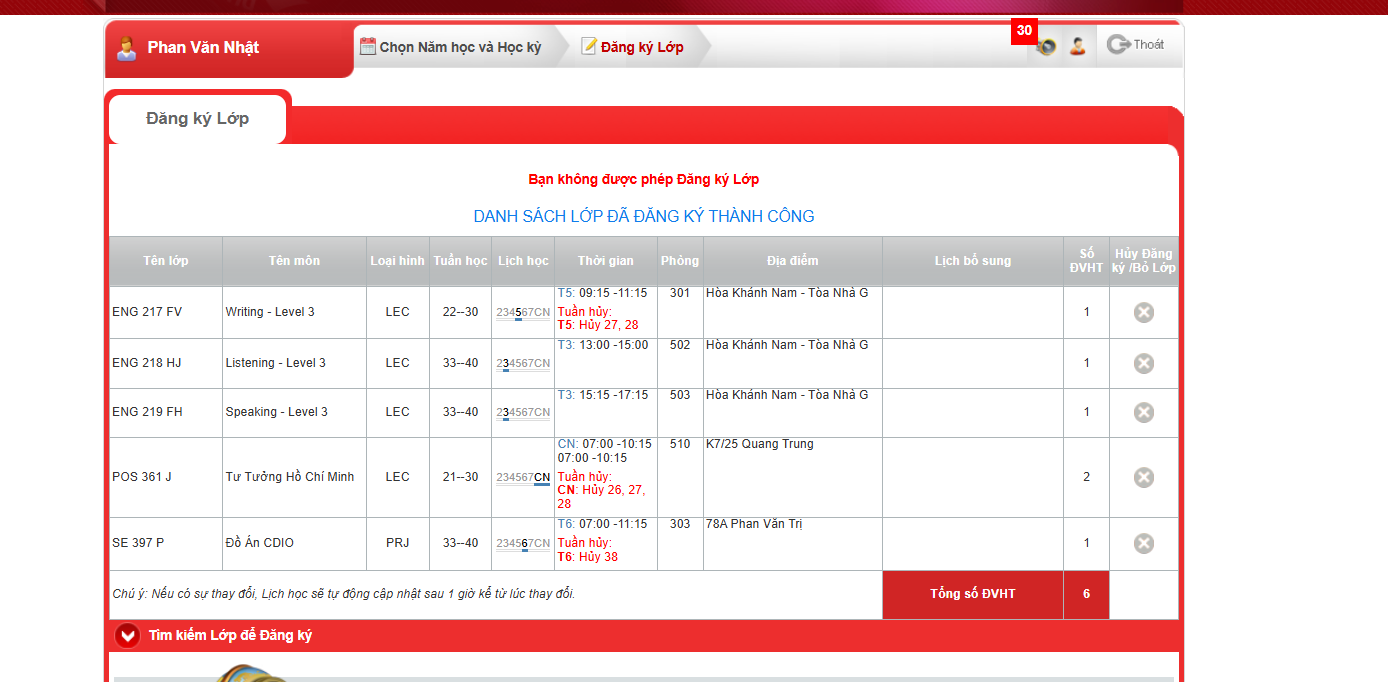 Phan Văn Nhật
Chọn Năm học và Học kỳ
Đăng ký Lớp
30
Thoát
Đăng ký Lớp
Bạn không được phép Đăng ký Lớp
DANH SÁCH LỚP ĐÃ ĐĂNG KÝ THÀNH CÔNG
Tên lớp Tên môn Loại hình Tuần học Lịch học Thời gian Phòng Địa điểm Lịch bổ sung Số ĐVHT Hủy Đăng ký /Bỏ Lớp
ENG 217 FV Writing - Level 3 LEC 22--30 234567CN T5: 09:15 -11:15 301 Hòa Khánh Nam - Tòa Nhà G 1
Tuần hủy:
T5: Hủy 27, 28
ENG 218 HJ Listening - Level 3 LEC 33--40 234567CN T3: 13:00 -15:00 502 Hòa Khánh Nam - Tòa Nhà G 1
ENG 219 FH Speaking - Level 3 LEC 33--40 234567CN T3: 15:15 -17:15 503 Hòa Khánh Nam - Tòa Nhà G 1
POS 361 J Tư Tưởng Hồ Chí Minh LEC 21--30 234567CN CN: 07:00 -10:15 510 K7/25 Quang Trung 2
07:00 -10:15
Tuần hủy:
CN: Hủy 26, 27,
28
SE 397 P Đồ Án CDIO PRJ 33--40 234567CN T6: 07:00 -11:15 303 78A Phan Văn Trị 1
Tuần hủy:
T6: Hủy 38
Chú ý: Nếu có sự thay đổi, Lịch học sẽ tự động cập nhật sau 1 giờ kể từ lúc thay đổi.
Tổng số ĐVHT 6
Tìm kiếm Lớp để Đăng ký